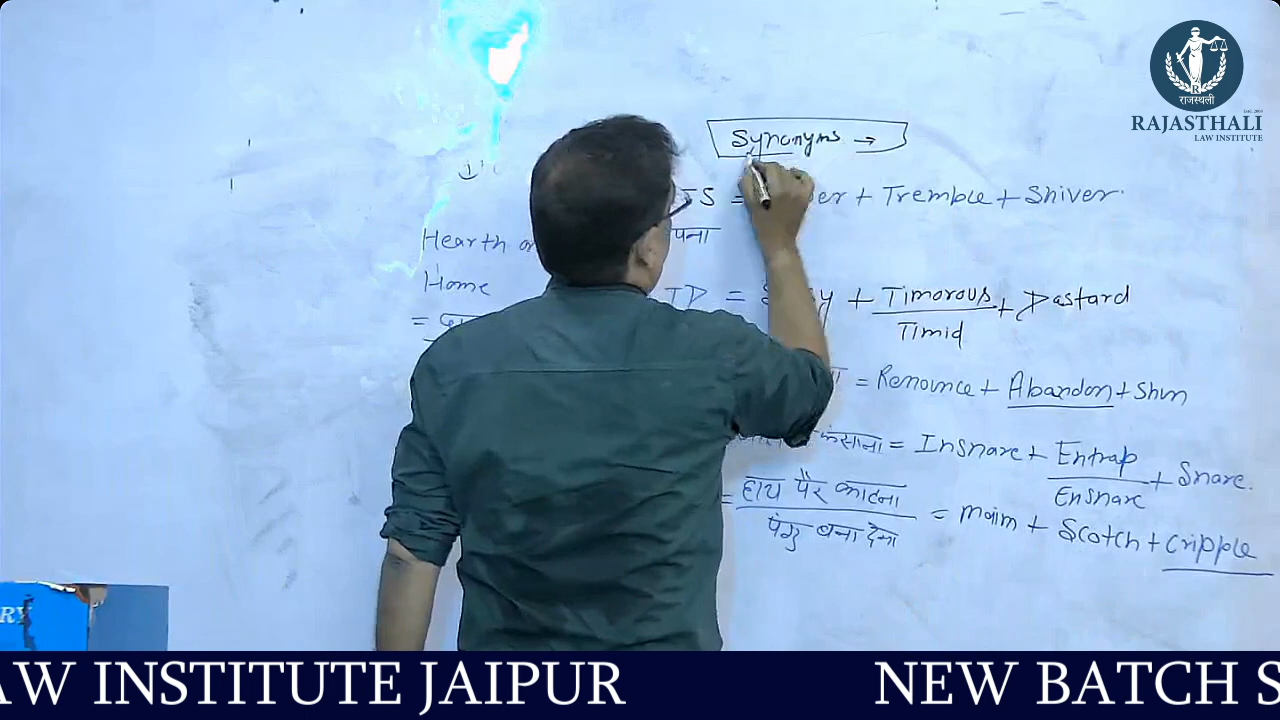 राजस्थली
RAJASTHALI
LAW INSTITUTE
Synonyms →
= + Tremble + Shiver.
Hearth
Home
= + Timorous + Dastard
Timid
= Renounce + Abandon + Shun
= Insnare + Entrap + Snare.
Ensnare
= हाथ पैर काटना = maim + Scotch + Cripple
पंगु बना देना
AW INSTITUTE JAIPUR NEW BATCH S